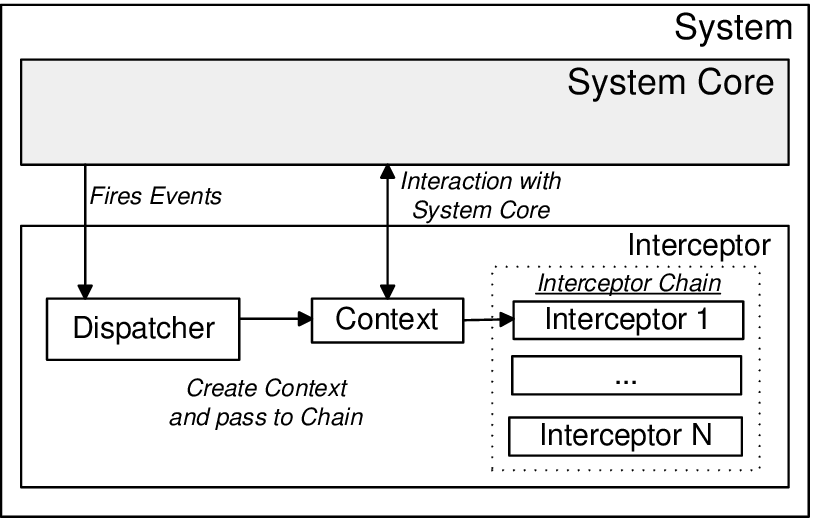 System
System Core
Fires Events
Interaction with
System Core
Interceptor
Interceptor Chain
Dispatcher
Context
Interceptor 1
...
Create Context
and pass to Chain
Interceptor N